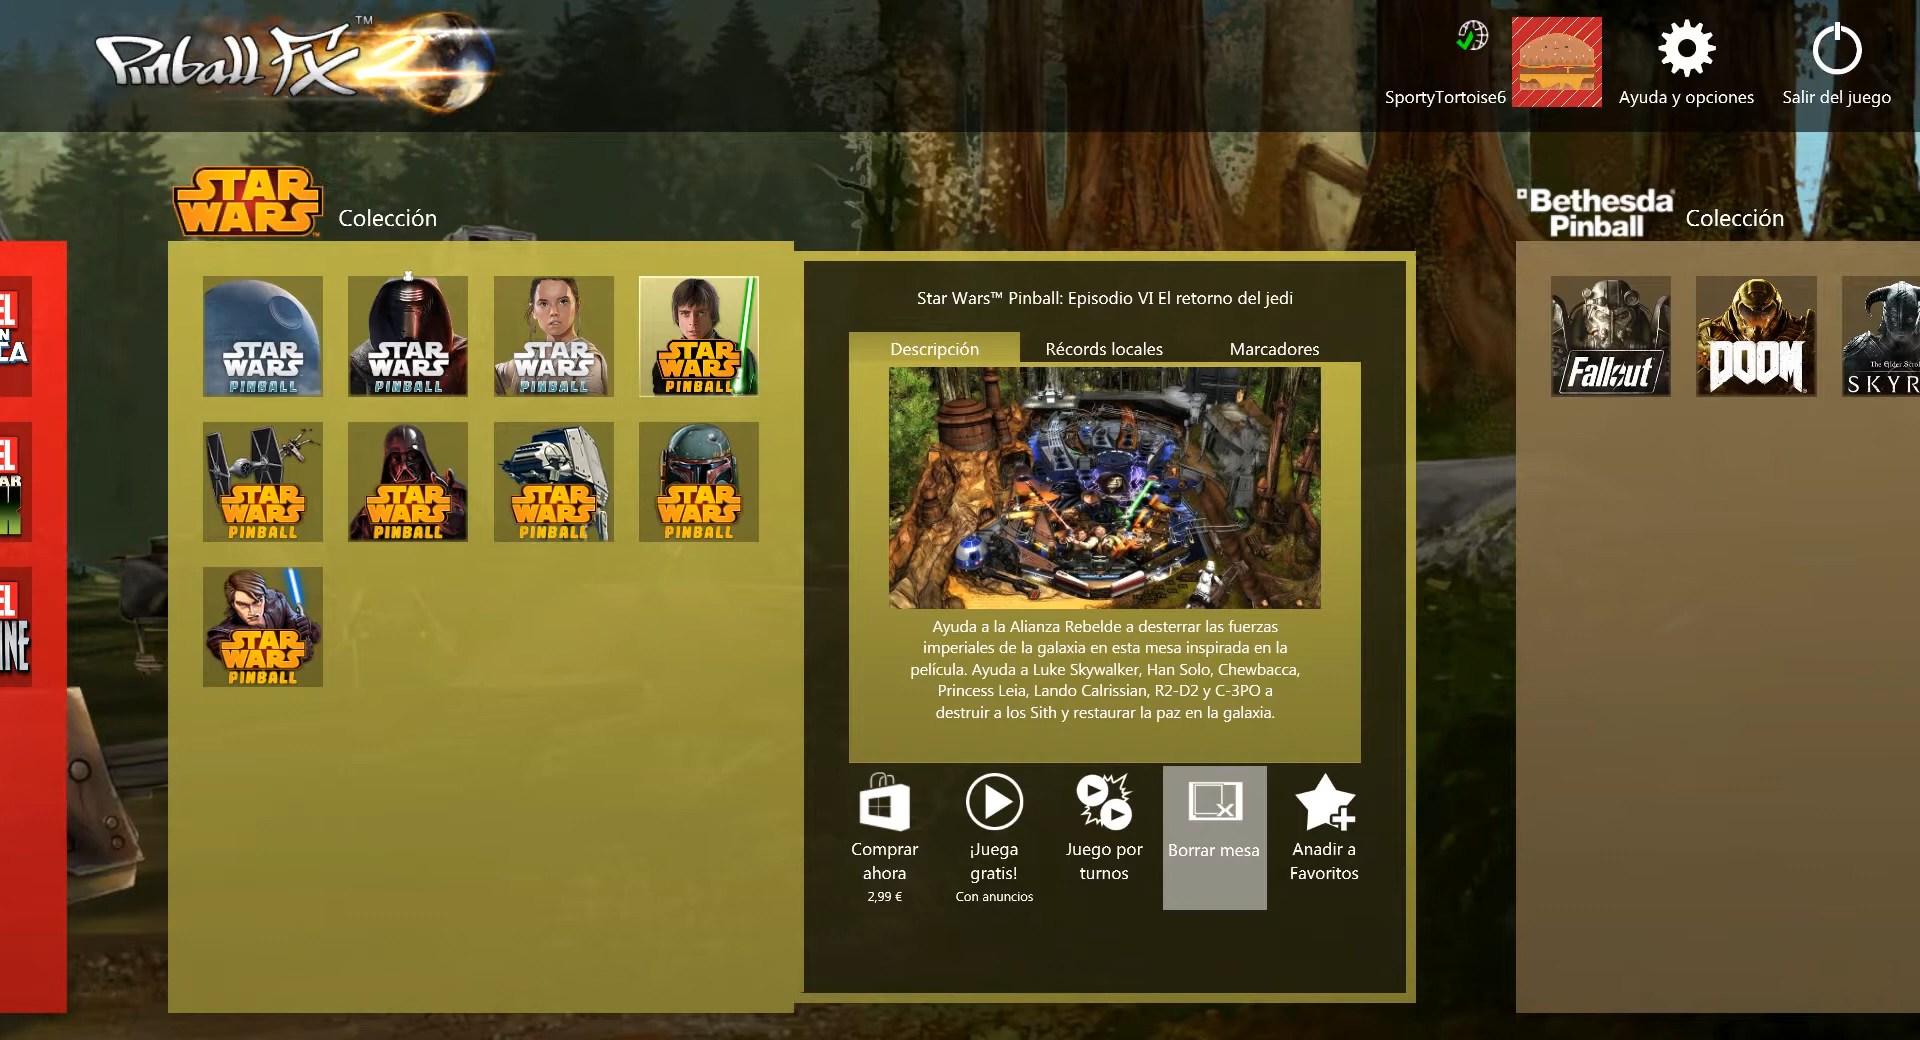 Pinball FX2™
SportyTortoise6
Ayuda y opciones
Salir del juego
STAR
WARS™
Colección
Bethesda
Pinball
Colección
STAR
WARS
PINBALL
STAR
WARS
PINBALL
STAR
WARS
PINBALL
STAR
WARS
PINBALL
STAR
WARS
PINBALL
STAR
WARS
PINBALL
STAR
WARS
PINBALL
STAR
WARS
PINBALL
STAR
WARS
PINBALL
Star Wars™ Pinball: Episodio VI El retorno del jedi
Descripción
Récords locales
Marcadores
Ayuda a la Alianza Rebelde a desterrar las fuerzas
imperiales de la galaxia en esta mesa inspirada en la
película. Ayuda a Luke Skywalker, Han Solo, Chewbacca,
Princess Leia, Lando Calrissian, R2-D2 y C-3PO a
destruir a los Sith y restaurar la paz en la galaxia.
Comprar
ahora
2,99 €
¡Juega
gratis!
Con anuncios
Juego por
turnos
Borrar mesa
Anadir a
Favoritos
Fallout
DOOM
The Elder Scrol
SKYR